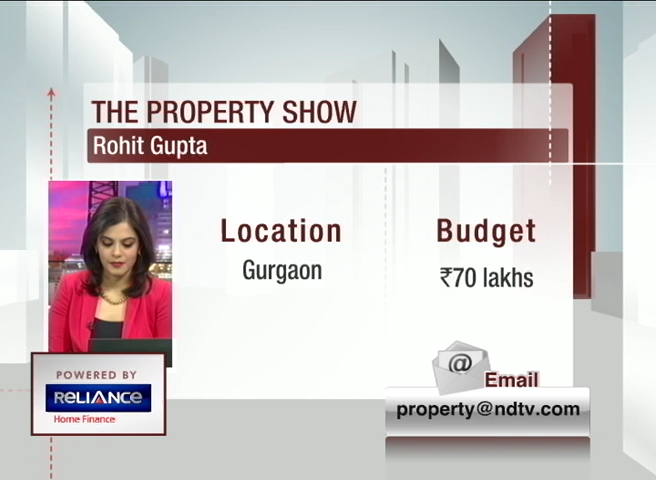 THE PROPERTY SHOW
Rohit Gupta
Location
Gurgaon
Budget
₹70 lakhs
POWERED BY
RELIANCE
Home Finance
@
Email
property@ndtv.com